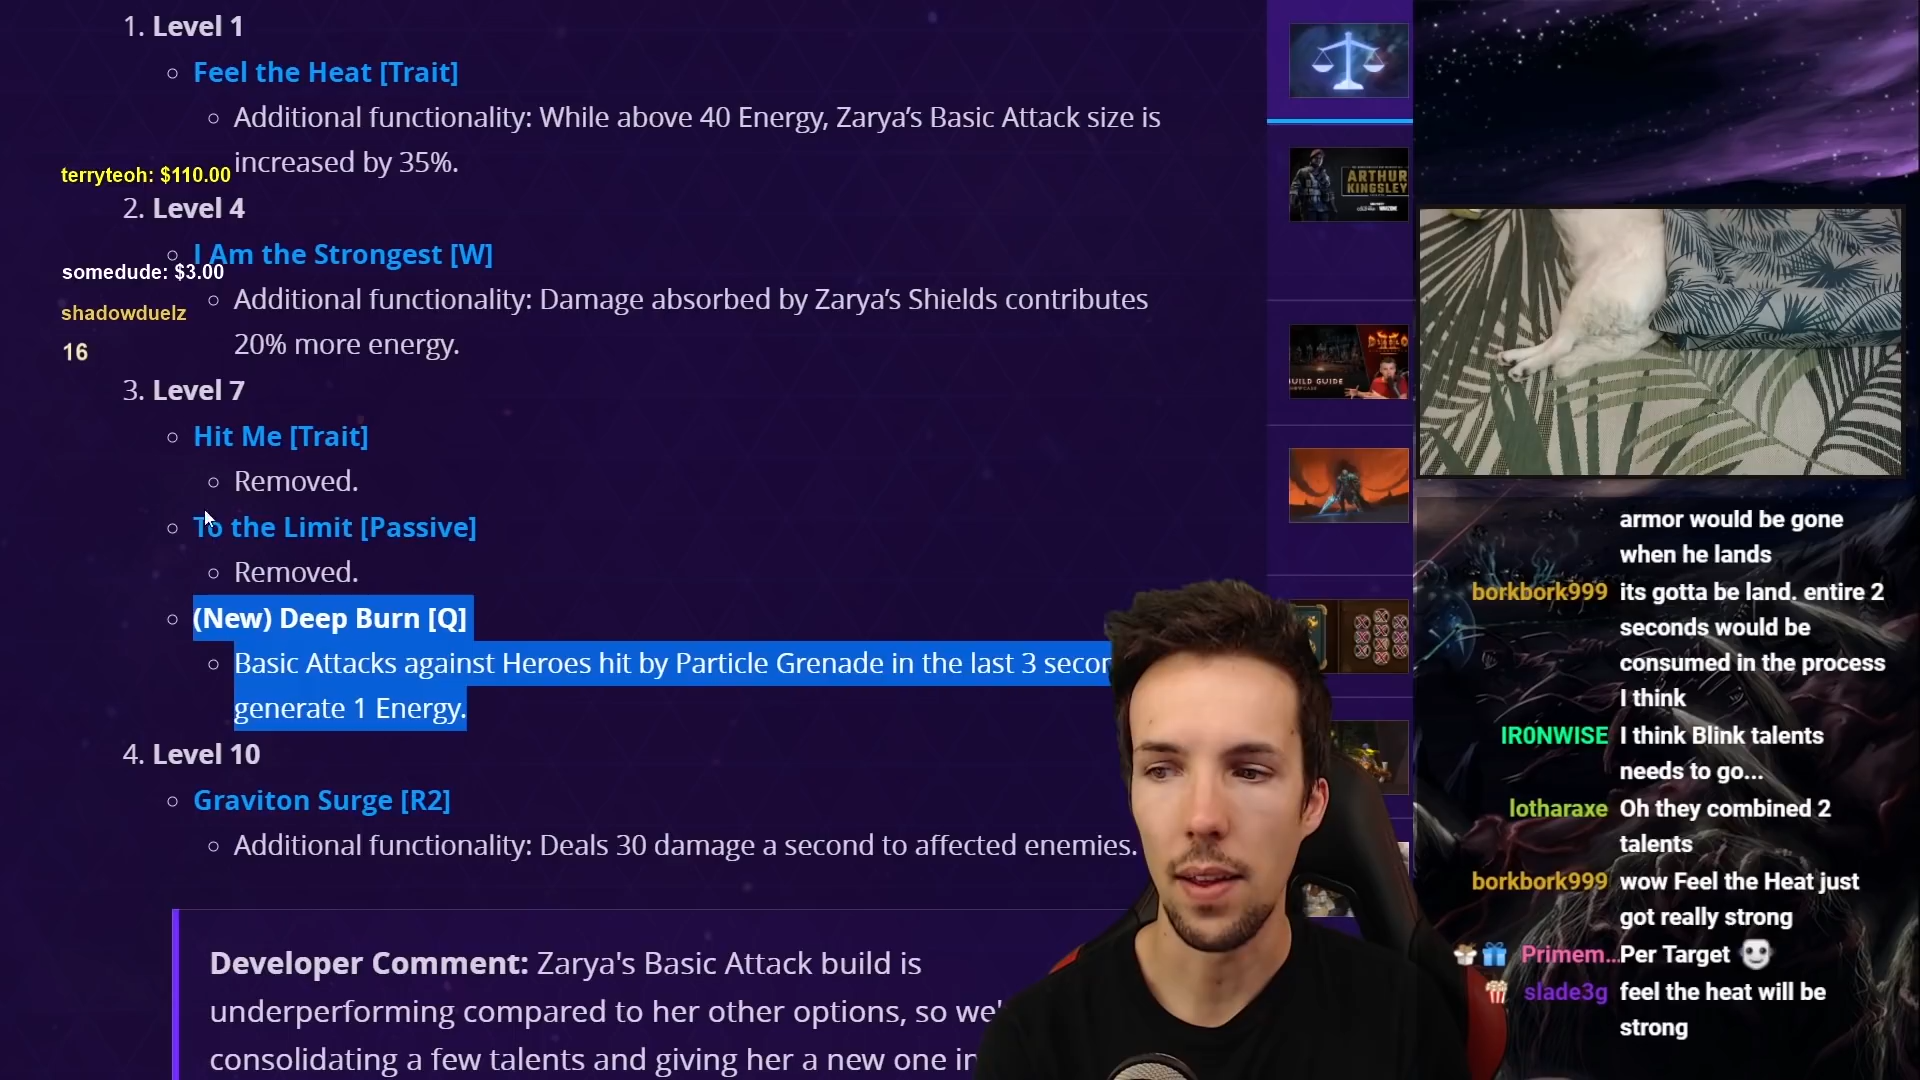 1. Level 1
Feel the Heat [Trait]
Additional functionality: While above 40 Energy, Zarya’s Basic Attack size is
increased by 35%.
terryteoh: $110.00
2. Level 4
I Am the Strongest [W]
somedude: $3.00
Additional functionality: Damage absorbed by Zarya’s Shields contributes
20% more energy.
shadowduelz
16
3. Level 7
Hit Me [Trait]
Removed.
To the Limit [Passive]
Removed.
(New) Deep Burn [Q]
Basic Attacks against Heroes hit by Particle Grenade in the last 3
generate 1 Energy.
4. Level 10
Graviton Surge [R2]
Additional functionality: Deals 30 damage a second to affected enemies.
Developer Comment: Zarya's Basic Attack build is
underperforming compared to her other options, so
consolidating a few talents and giving her a new one
ARTHUR
KINGSLEY
DIABLO
BUILD GUIDE
armor would be gone
when he lands
borkbork999 its gotta be land. entire 2
seconds would be
consumed in the process
I think
IR0NWISE I think Blink talents
needs to go...
lotharaxe Oh they combined 2
talents
borkbork999 wow Feel the Heat just
got really strong
Primem... Per Target
slade3g feel the heat will be
strong